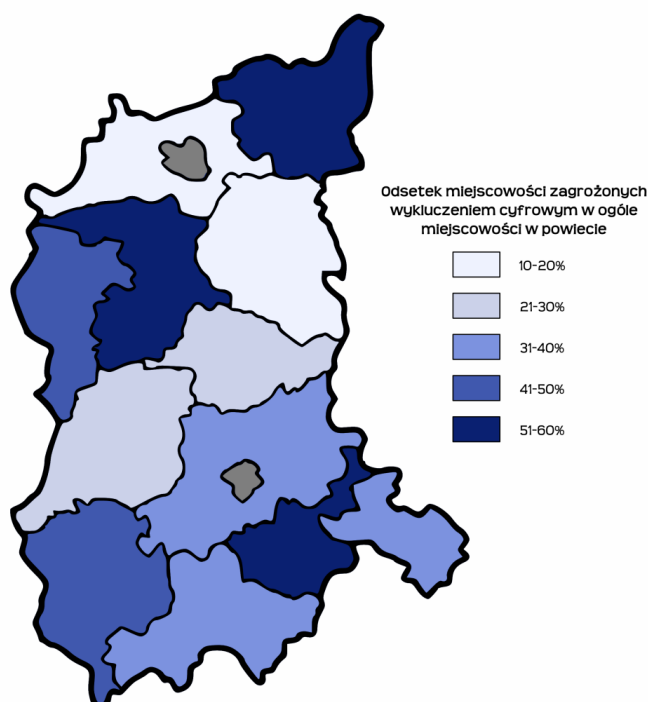 Odsetek miejscowości zagrożonych
wykluczeniem cyfrowym w ogóle
miejscowości w powiecie
10-20%
21-30%
31-40%
41-50%
51-60%